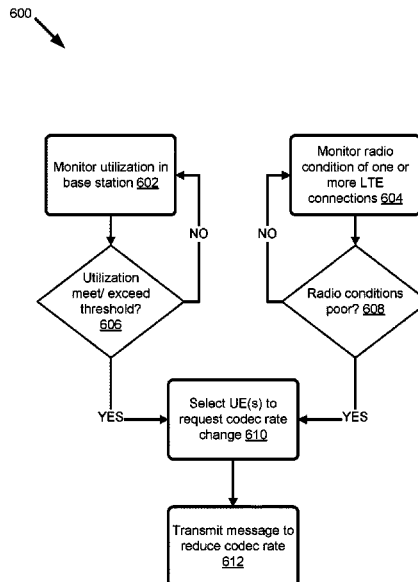 600
Monitor utilization in
base station 602
Monitor radio
condition of one or
more LTE
connections 604
NO
NO
Utilization
meet/ exceed
threshold?
606
Radio conditions
poor? 608
YES
YES
Select UE(s) to
request codec rate
change 610
Transmit message to
reduce codec rate
612